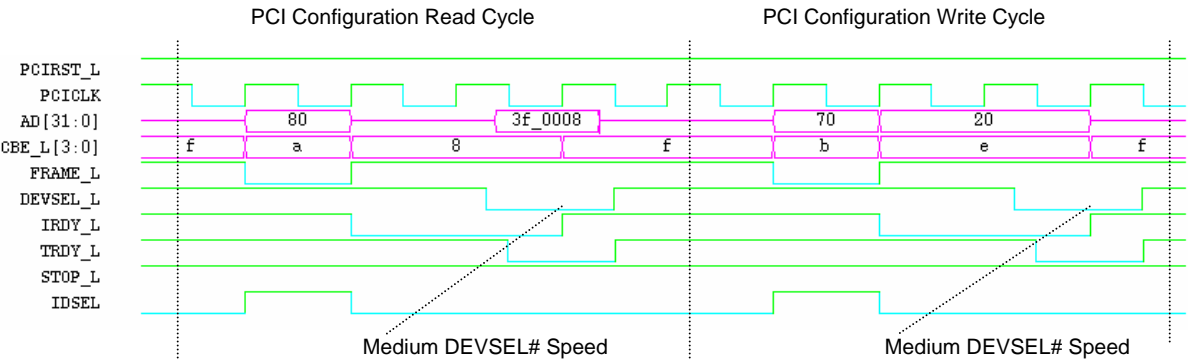 PCI Configuration Read Cycle PCI Configuration Write Cycle
PCIRST_L
PCICLK
AD[31:0] 80 3f_0008 70 20
CBE_L[3:0] f a 8 f b e f
FRAME_L
DEVSEL_L
IRDY_L
TRDY_L
STOP_L
IDSEL
Medium DEVSEL# Speed Medium DEVSEL# Speed